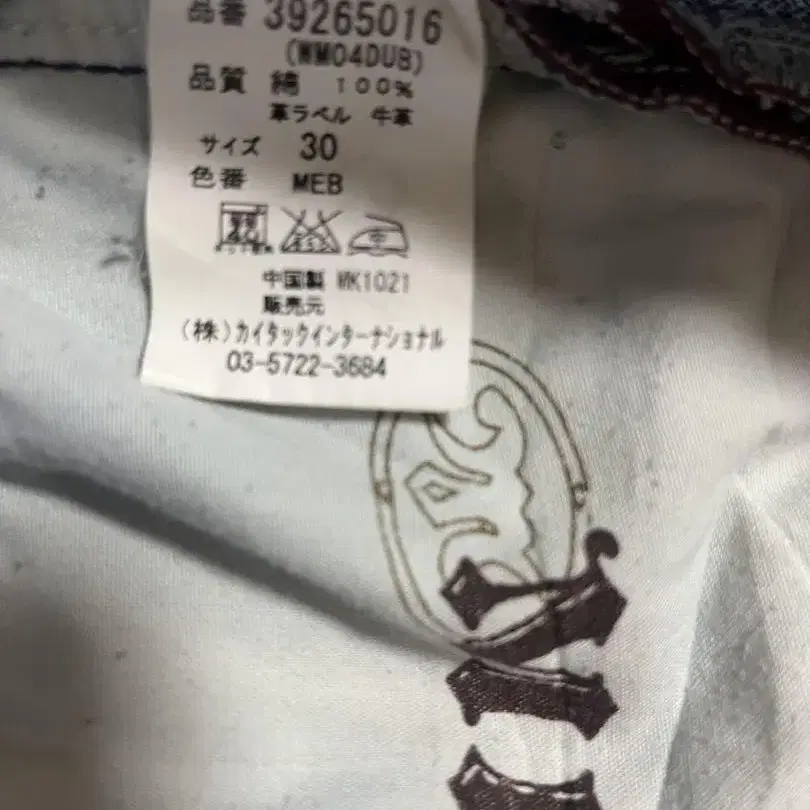 品番 39265016
(WM04DUB)
品質 綿 100%
革ラベル 牛革
サイズ 30
色番 MEB
中
中国製 WK1021
販売元
(株)カイタックインターナショナル
03-5722-3684